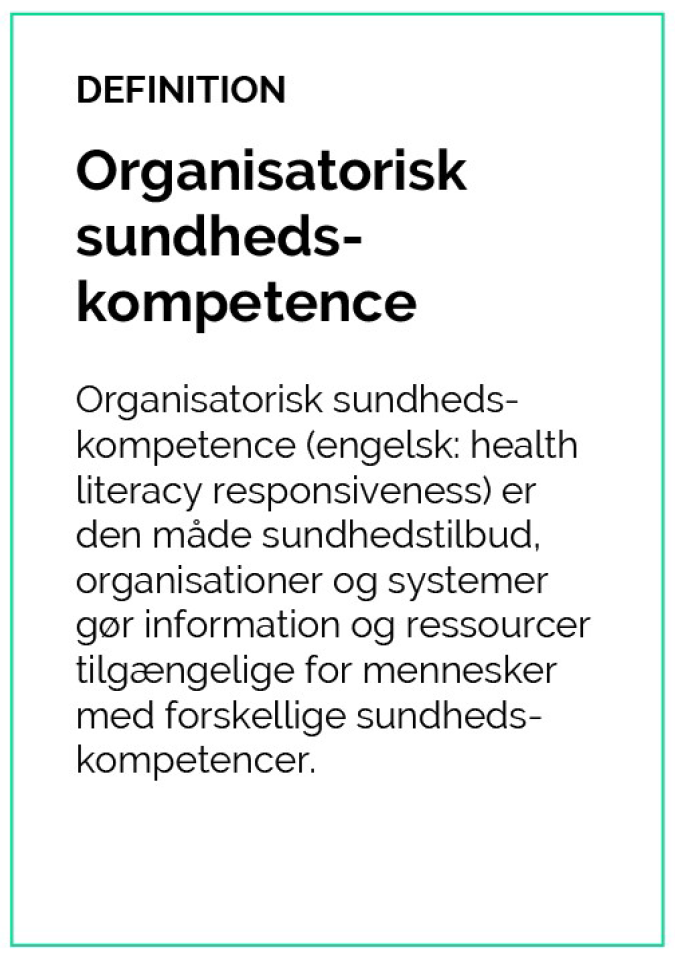 DEFINITION
Organisatorisk
sundheds-
kompetence
Organisatorisk sundheds-
kompetence (engelsk: health
literacy responsiveness) er
den måde sundhedstilbud,
organisationer og systemer
gør information og ressourcer
tilgængelige for mennesker
med forskellige sundheds-
kompetencer.